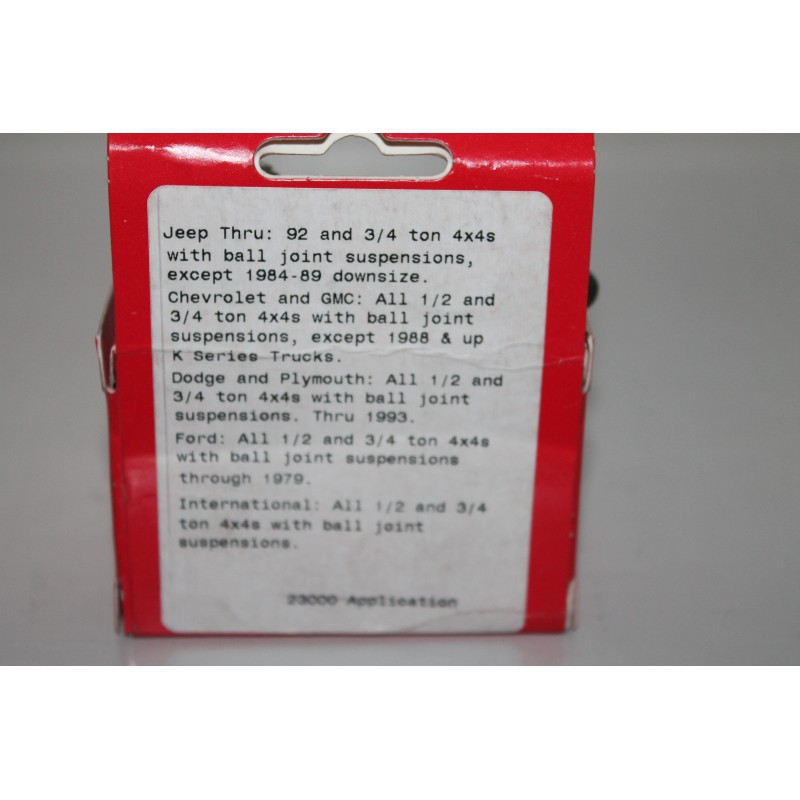 Jeep Thru: 92 and 3/4 ton 4x4s
with ball joint suspensions,
except 1984-89 downsize.
Chevrolet and GMC: All 1/2 and
3/4 ton 4x4s with ball joint
suspensions, except 1988 & up
K Series Trucks.
Dodge and Plymouth: All 1/2 and
3/4 ton 4x4s with ball joint
suspensions. Thru 1993.
Ford: All 1/2 and 3/4 ton 4x4s
with ball joint suspensions
through 1979.
International: All 1/2 and 3/4
ton 4x4s with ball joint
suspensions.
23000 Application